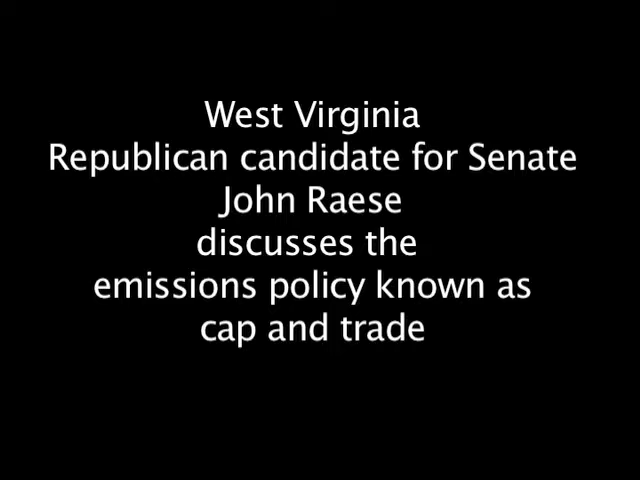 West Virginia
Republican candidate for Senate
John Raese
discusses the
emissions policy known as
cap and trade